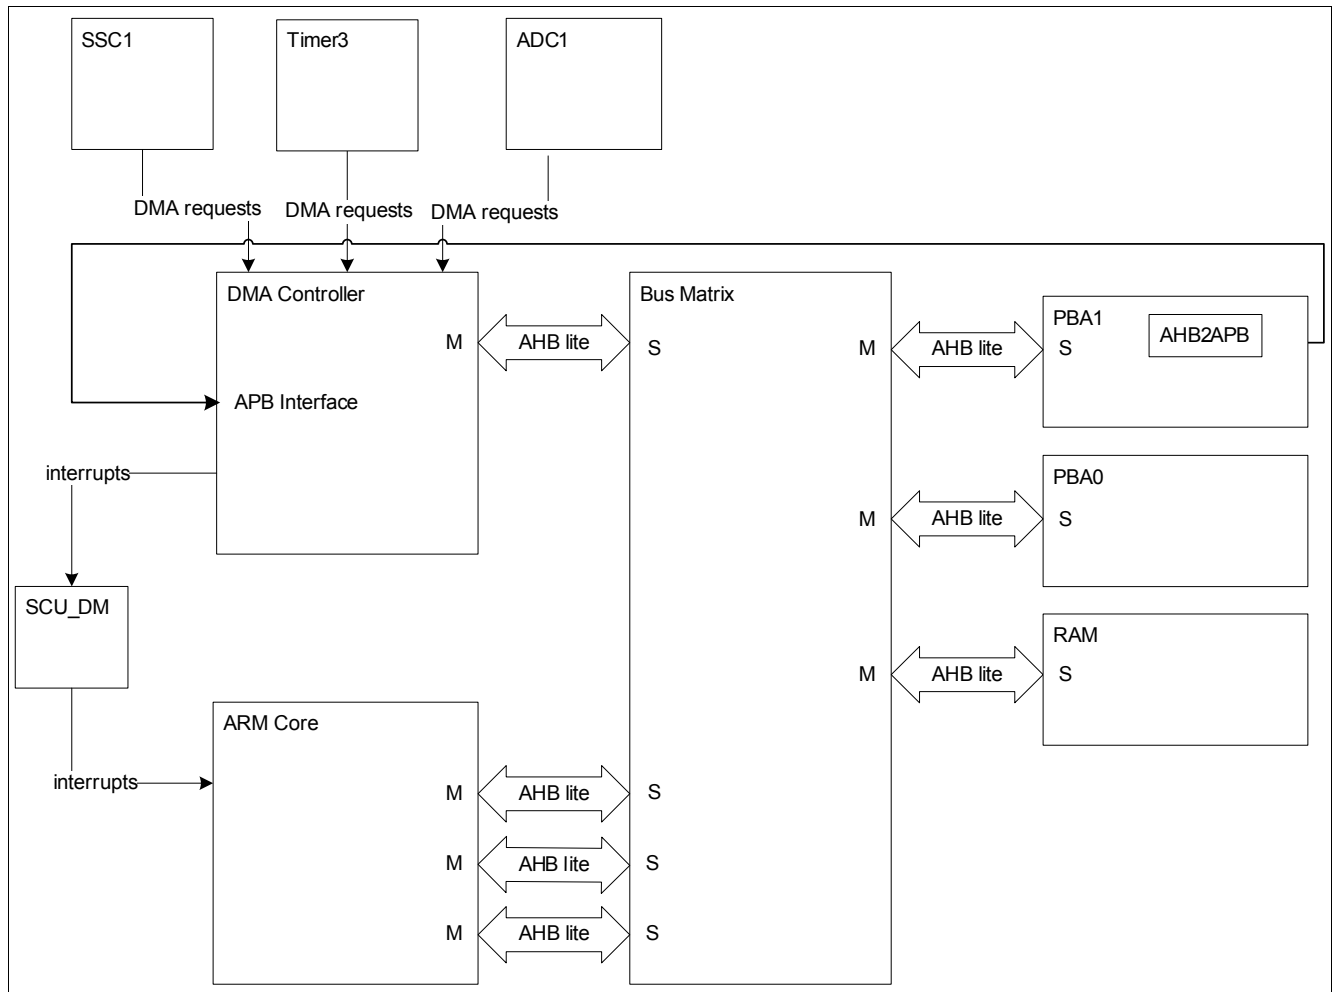 SSC1
Timer3
ADC1
DMA requests
DMA requests
DMA requests
DMA Controller
M
APB Interface
AHB lite
Bus Matrix
S
M
AHB lite
PBA1
S
AHB2APB
interrupts
M
AHB lite
PBA0
S
SCU_DM
M
AHB lite
RAM
S
ARM Core
interrupts
M
AHB lite
S
M
AHB lite
S
M
AHB lite
S